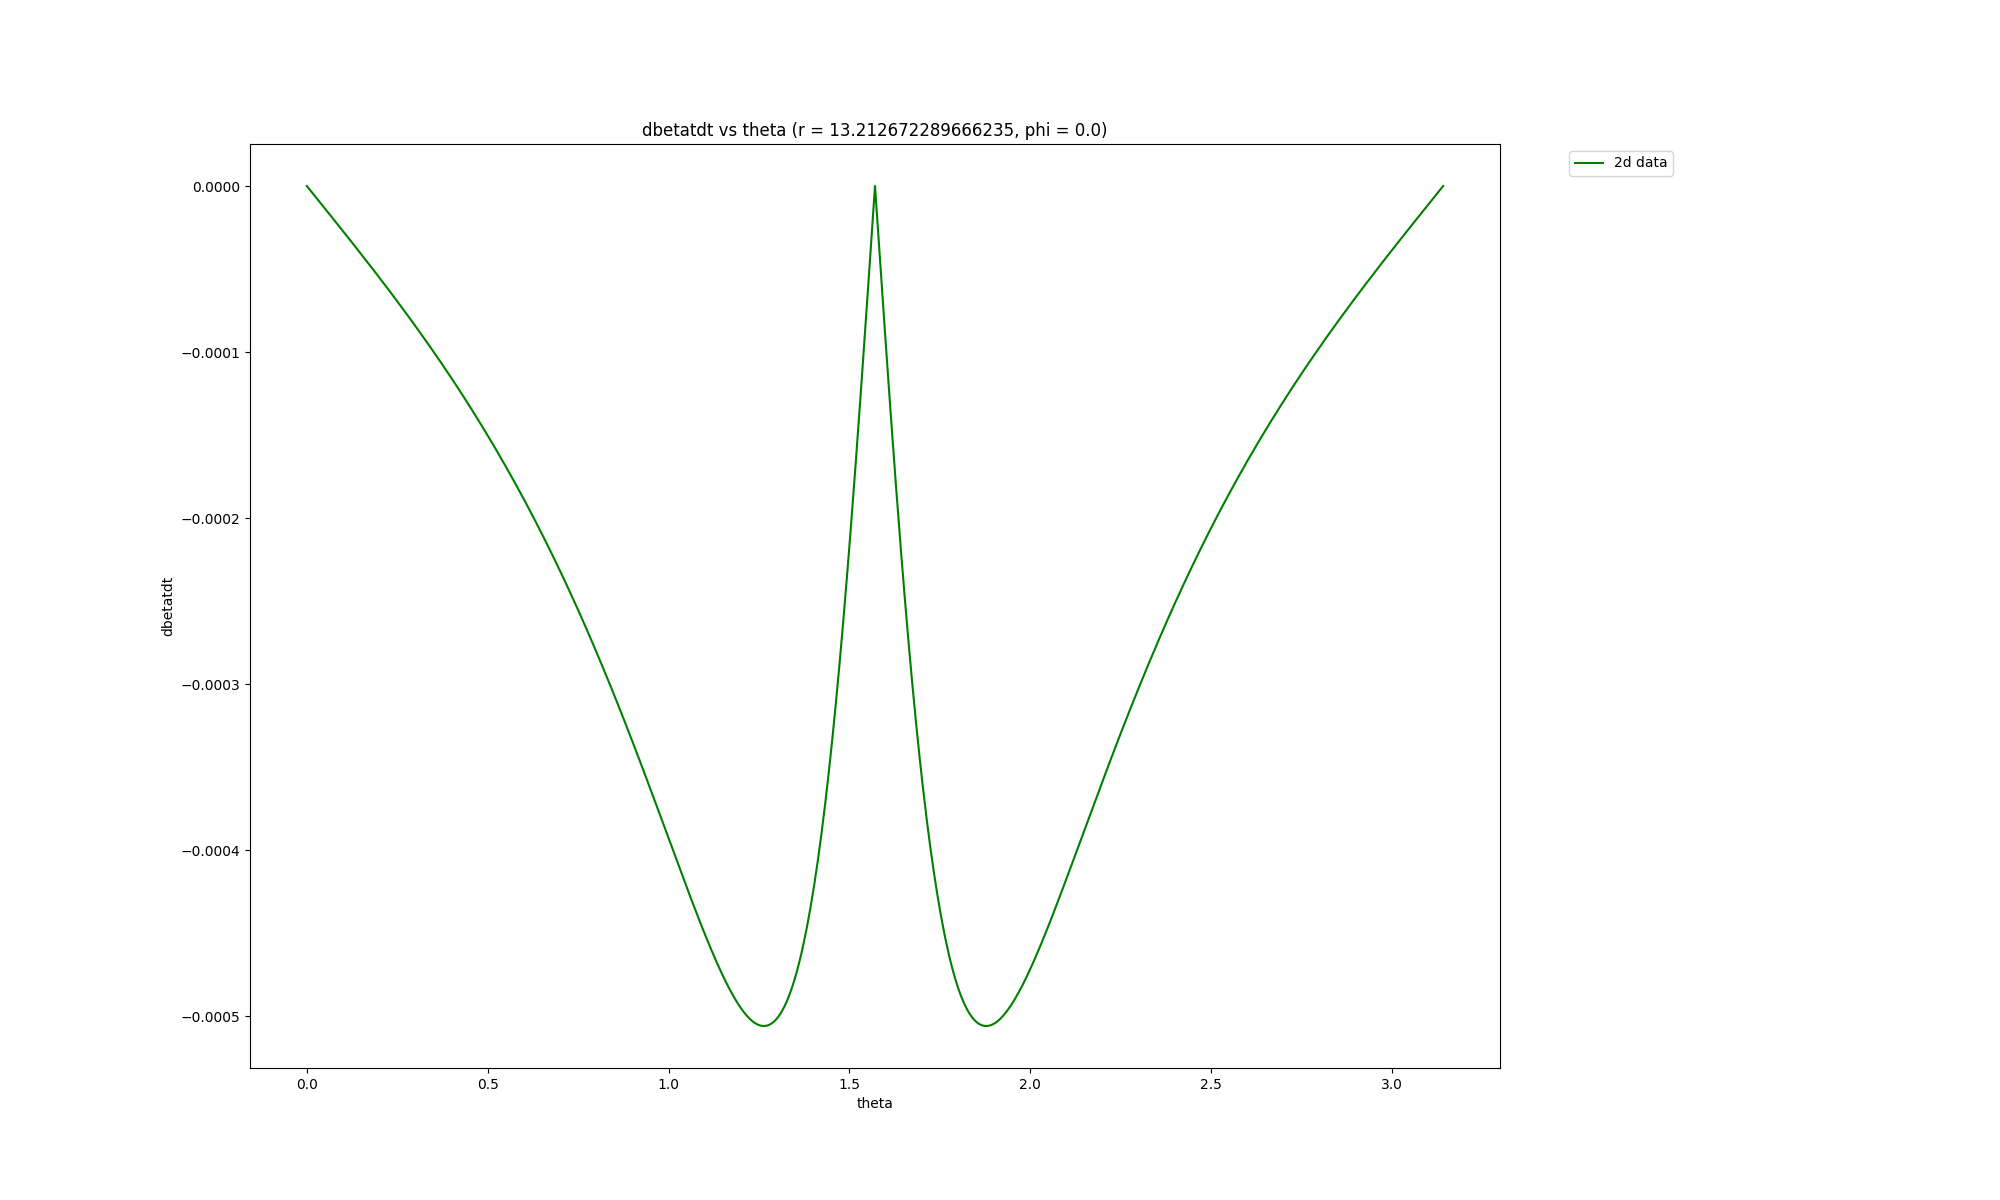 dbetatdt vs theta (r = 13.212672289666235, phi = 0.0)
2d data
0.0000
−0.0001
−0.0002
−0.0003
−0.0004
−0.0005
dbetatdt
0.0 0.5 1.0 1.5 2.0 2.5 3.0
theta